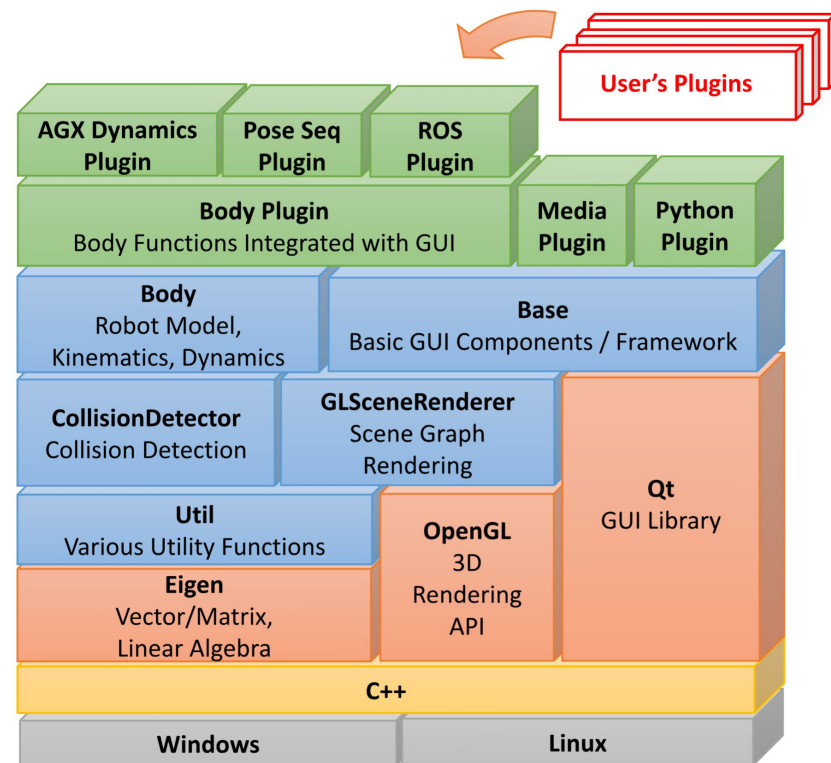 User's Plugins
AGX Dynamics
Plugin
Pose Seq
Plugin
ROS
Plugin
Body Plugin
Body Functions Integrated with GUI
Media
Plugin
Python
Plugin
Body
Robot Model,
Kinematics, Dynamics
Base
Basic GUI Components / Framework
CollisionDetector
Collision Detection
GLSceneRenderer
Scene Graph
Rendering
Qt
GUI Library
Util
Various Utility Functions
OpenGL
3D
Rendering
API
Eigen
Vector/Matrix,
Linear Algebra
C++
Windows
Linux